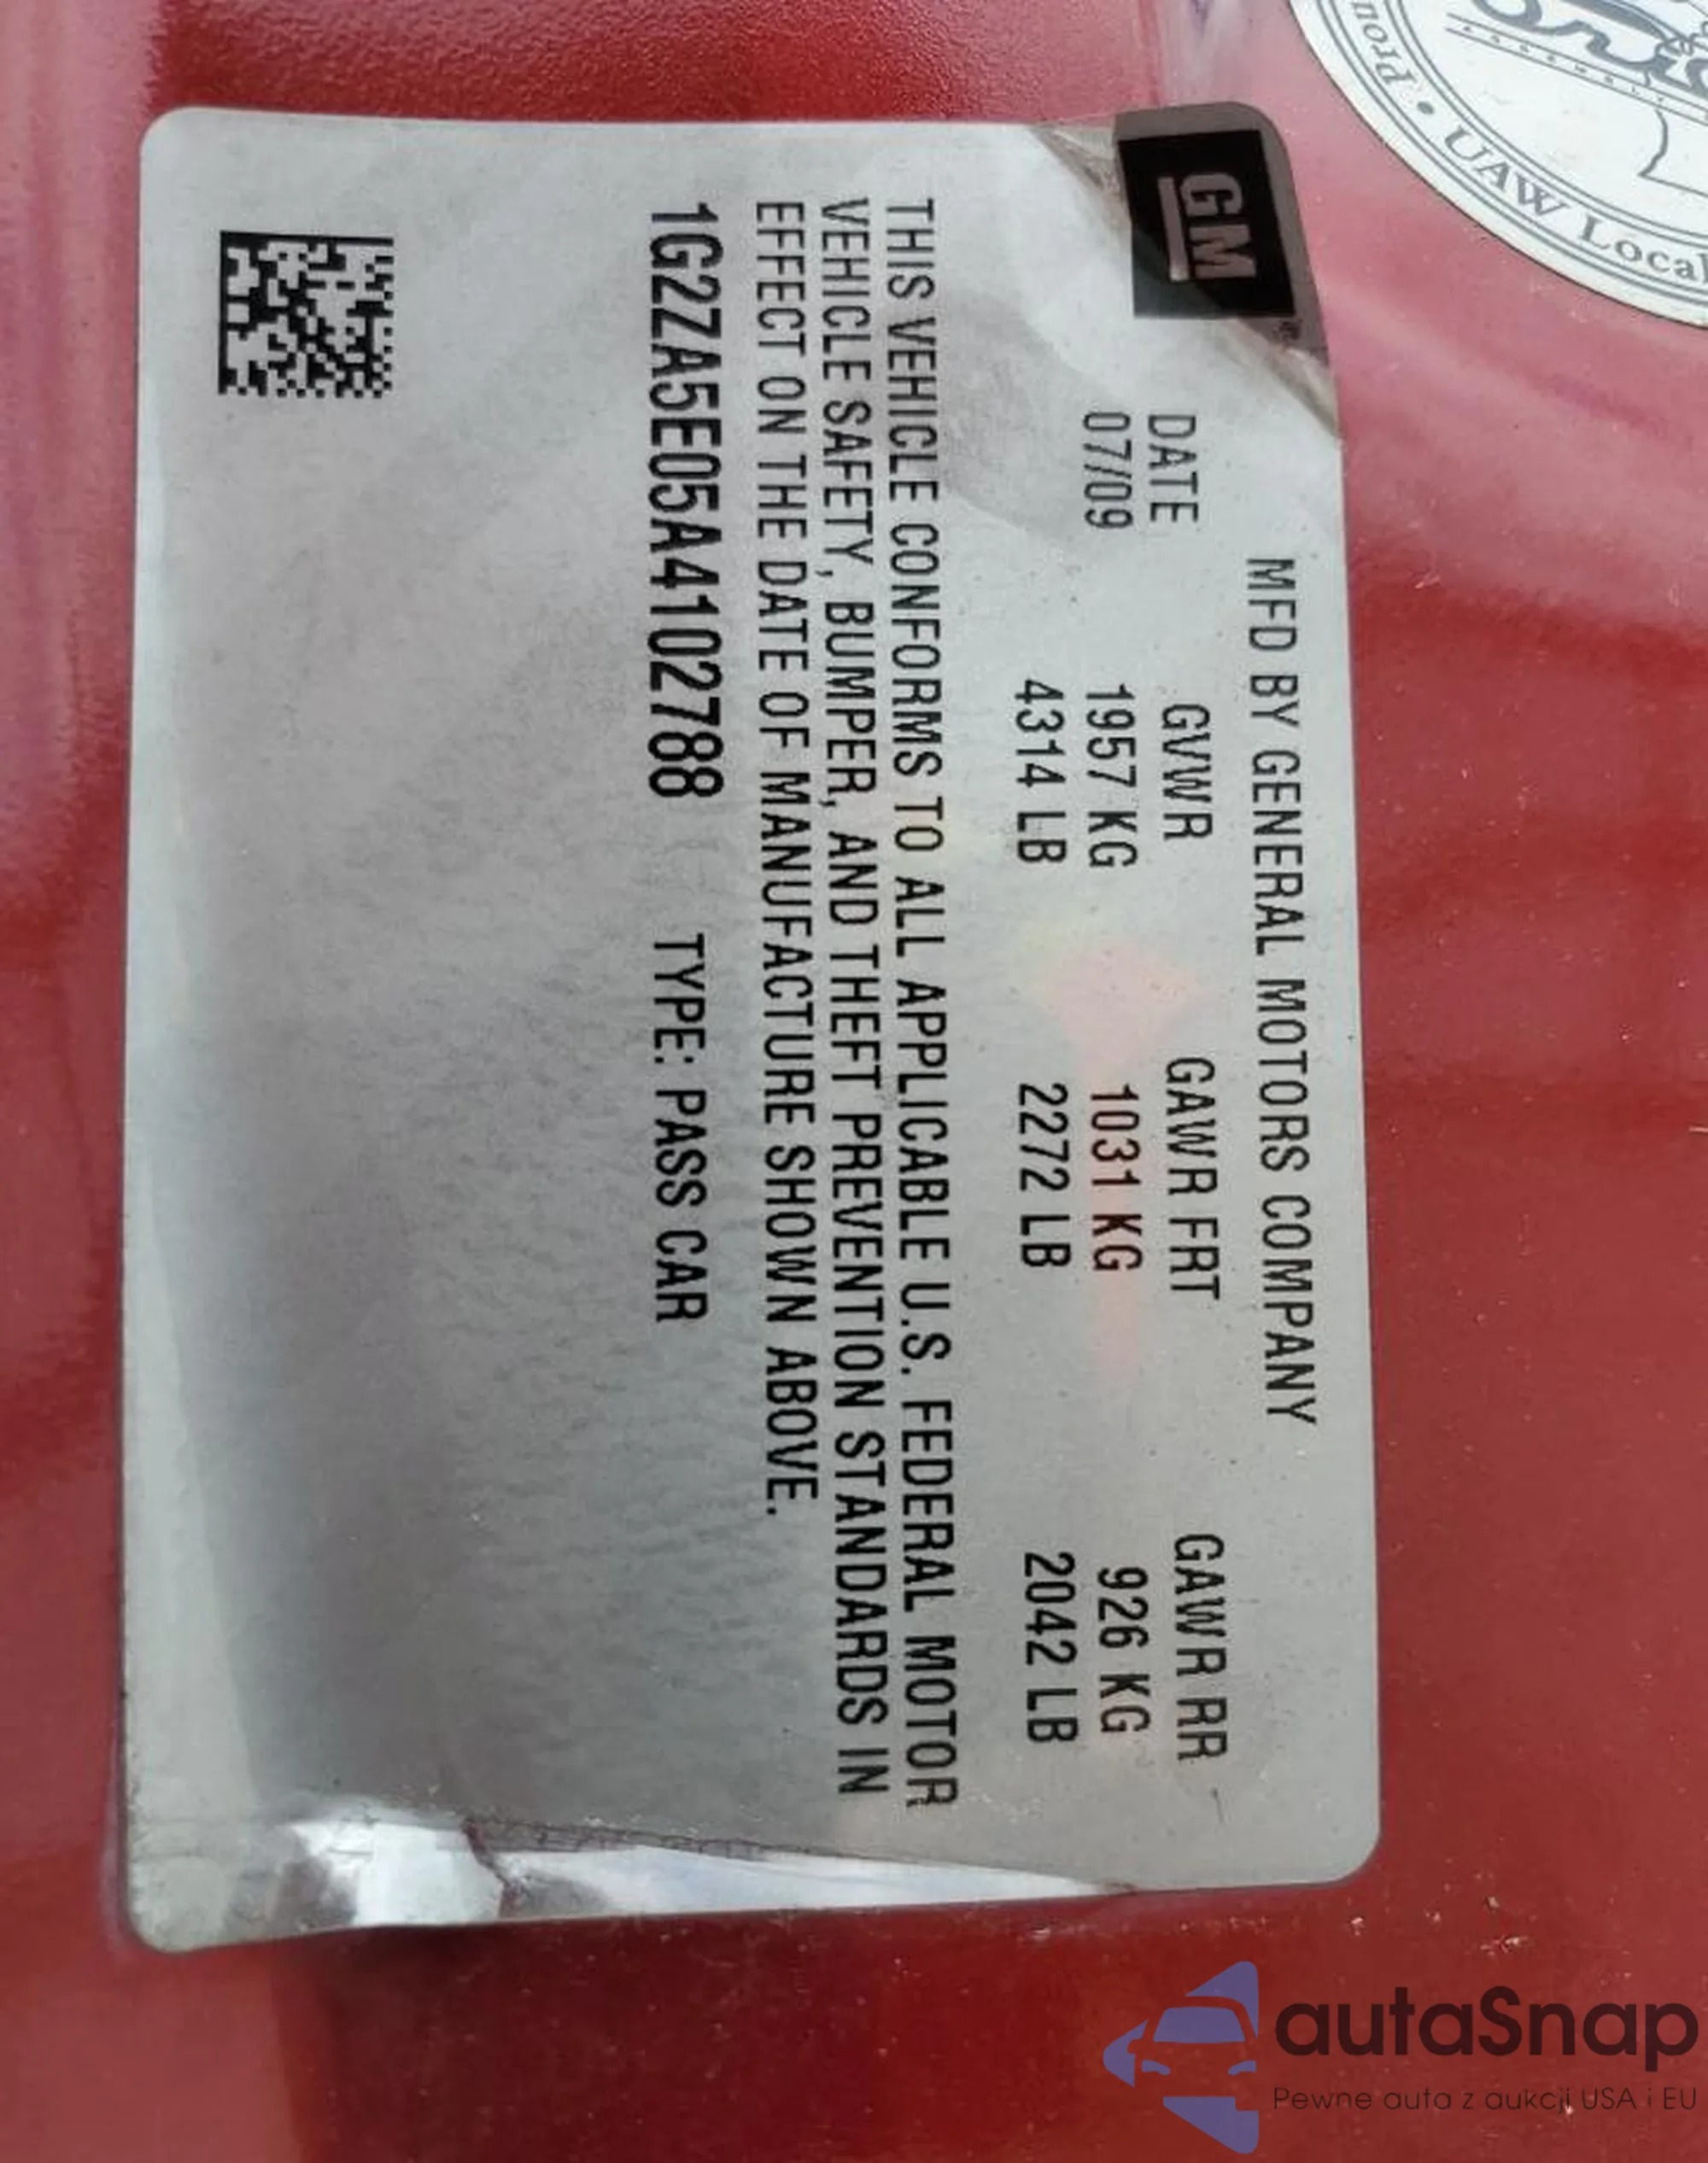 GM
MFD BY GENERAL MOTORS COMPANY
DATE GVWR GAWR FRT GAWR RR
07/09 1957 KG 1031 KG 926 KG
4314 LB 2272 LB 2042 LB
THIS VEHICLE CONFORMS TO ALL APPLICABLE U.S. FEDERAL MOTOR
VEHICLE SAFETY, BUMPER, AND THEFT PREVENTION STANDARDS IN
EFFECT ON THE DATE OF MANUFACTURE SHOWN ABOVE.
1G2ZA5E05A4102788 TYPE: PASS CAR
UAW Local
autaSnap
Pewne auta z aukcji USA i EU